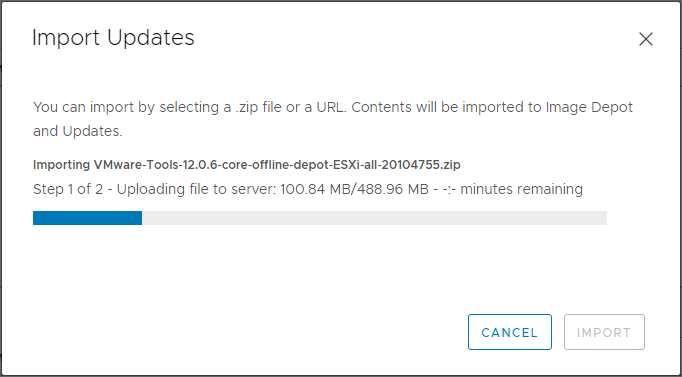 Import Updates
You can import by selecting a .zip file or a URL. Contents will be imported to Image Depot
and Updates.
Importing VMware-Tools-12.0.6-core-offline-depot-ESXi-all-20104755.zip
Step 1 of 2 - Uploading file to server: 100.84 MB/488.96 MB - -:- minutes remaining
CANCEL
IMPORT